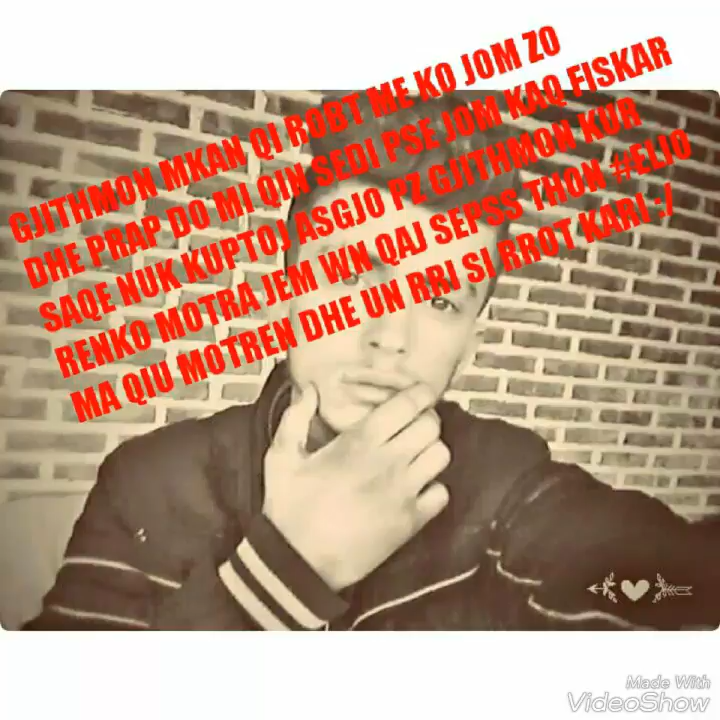 GJITHMON MKAN QI ROBT ME KO JOM ZO
DHE PRAP DO MI QIN SEDI PSE JOM KAQ FISKAR
SAQE NUK KUPTOJ ASGJO PZ GJITHMON KUR
RENKO MOTRA JEM WN QAJ SEPSS THON #ELJO
MA QIU MOTREN DHE UN RRI SI RROT KARI :/
Made With
VideoShow